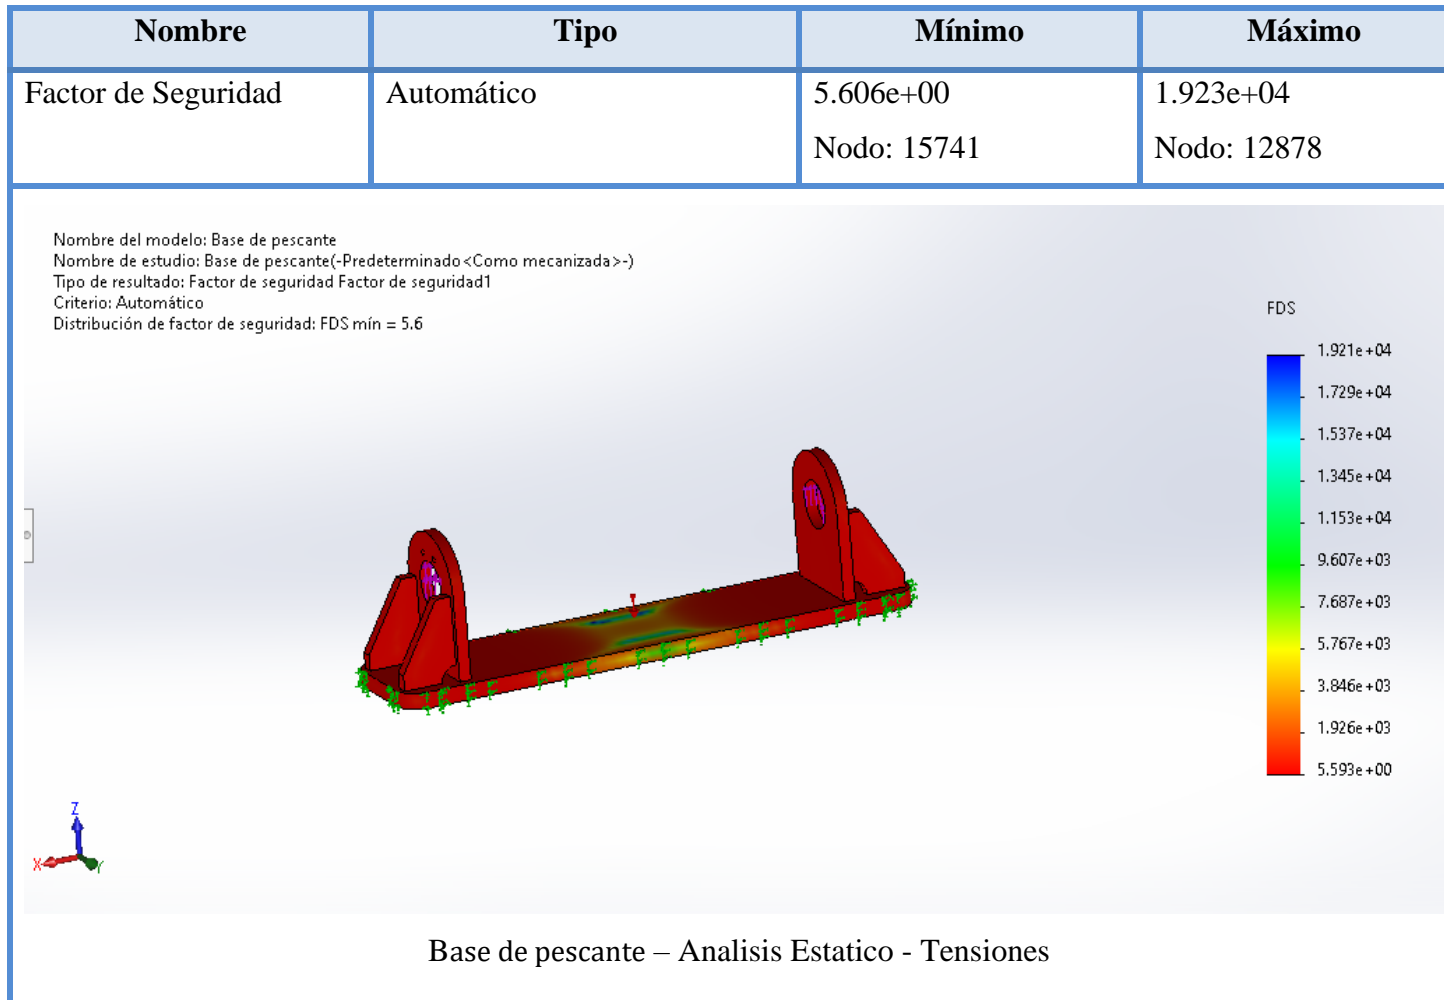 Nombre Tipo Mínimo Máximo
Factor de Seguridad Automático 5.606e+00 1.923e+04
Nodo: 15741 Nodo: 12878
Nombre del modelo: Base de pescante
Nombre de estudio: Base de pescante(-Predeterminado<Como mecanizada>-)
Tipo de resultado: Factor de seguridad Factor de seguridad1
Criterio: Automático
Distribución de factor de seguridad: FDS mín = 5.6
FDS
1.921e+04
1.729e+04
1.537e+04
1.345e+04
1.153e+04
9.607e+03
7.687e+03
5.767e+03
3.846e+03
1.926e+03
5.593e+00
Z
X
Y
Base de pescante – Analisis Estatico - Tensiones